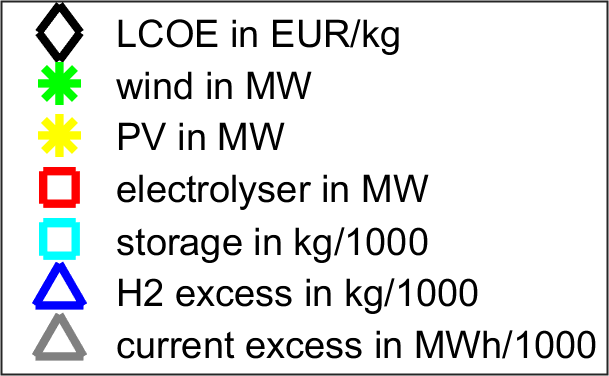 LCOE in EUR/kg
wind in MW
PV in MW
electrolyser in MW
storage in kg/1000
H2 excess in kg/1000
current excess in MWh/1000